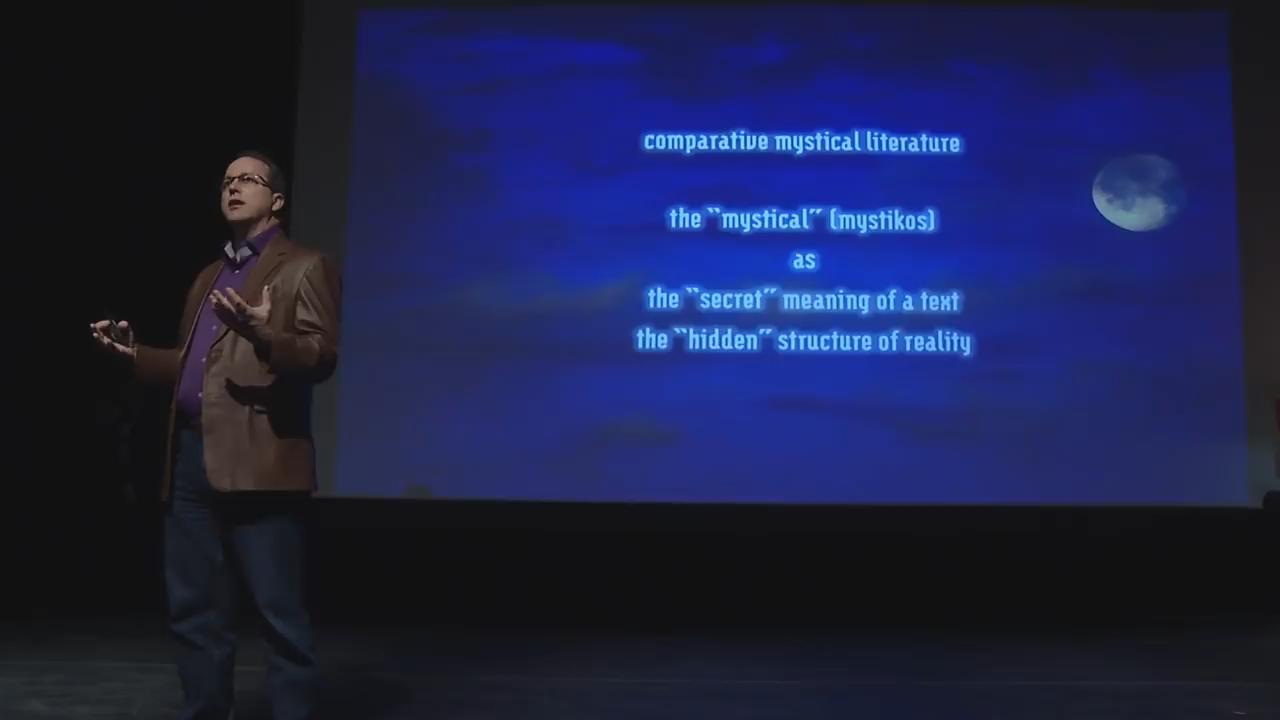 comparative mystical literature
the “mystical” (mystikos)
as
the “secret” meaning of a text
the “hidden” structure of reality